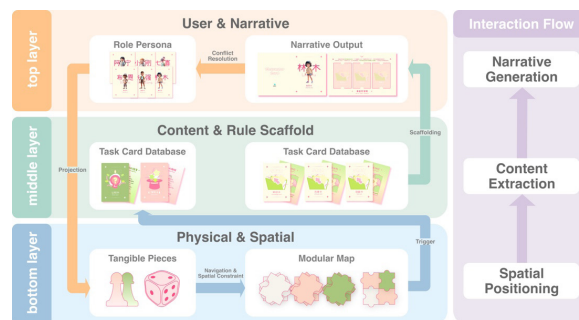 User & Narrative
Interaction Flow
top layer
Role Persona
Conflict
Resolution
Narrative Output
Narrative
Generation
Content & Rule Scaffold
Scaffolding
middle layer
Projection
Task Card Database
Task Card Database
Content
Extraction
Physical & Spatial
Trigger
bottom layer
Tangible Pieces
Navigation &
Spatial Constraint
Modular Map
Spatial
Positioning